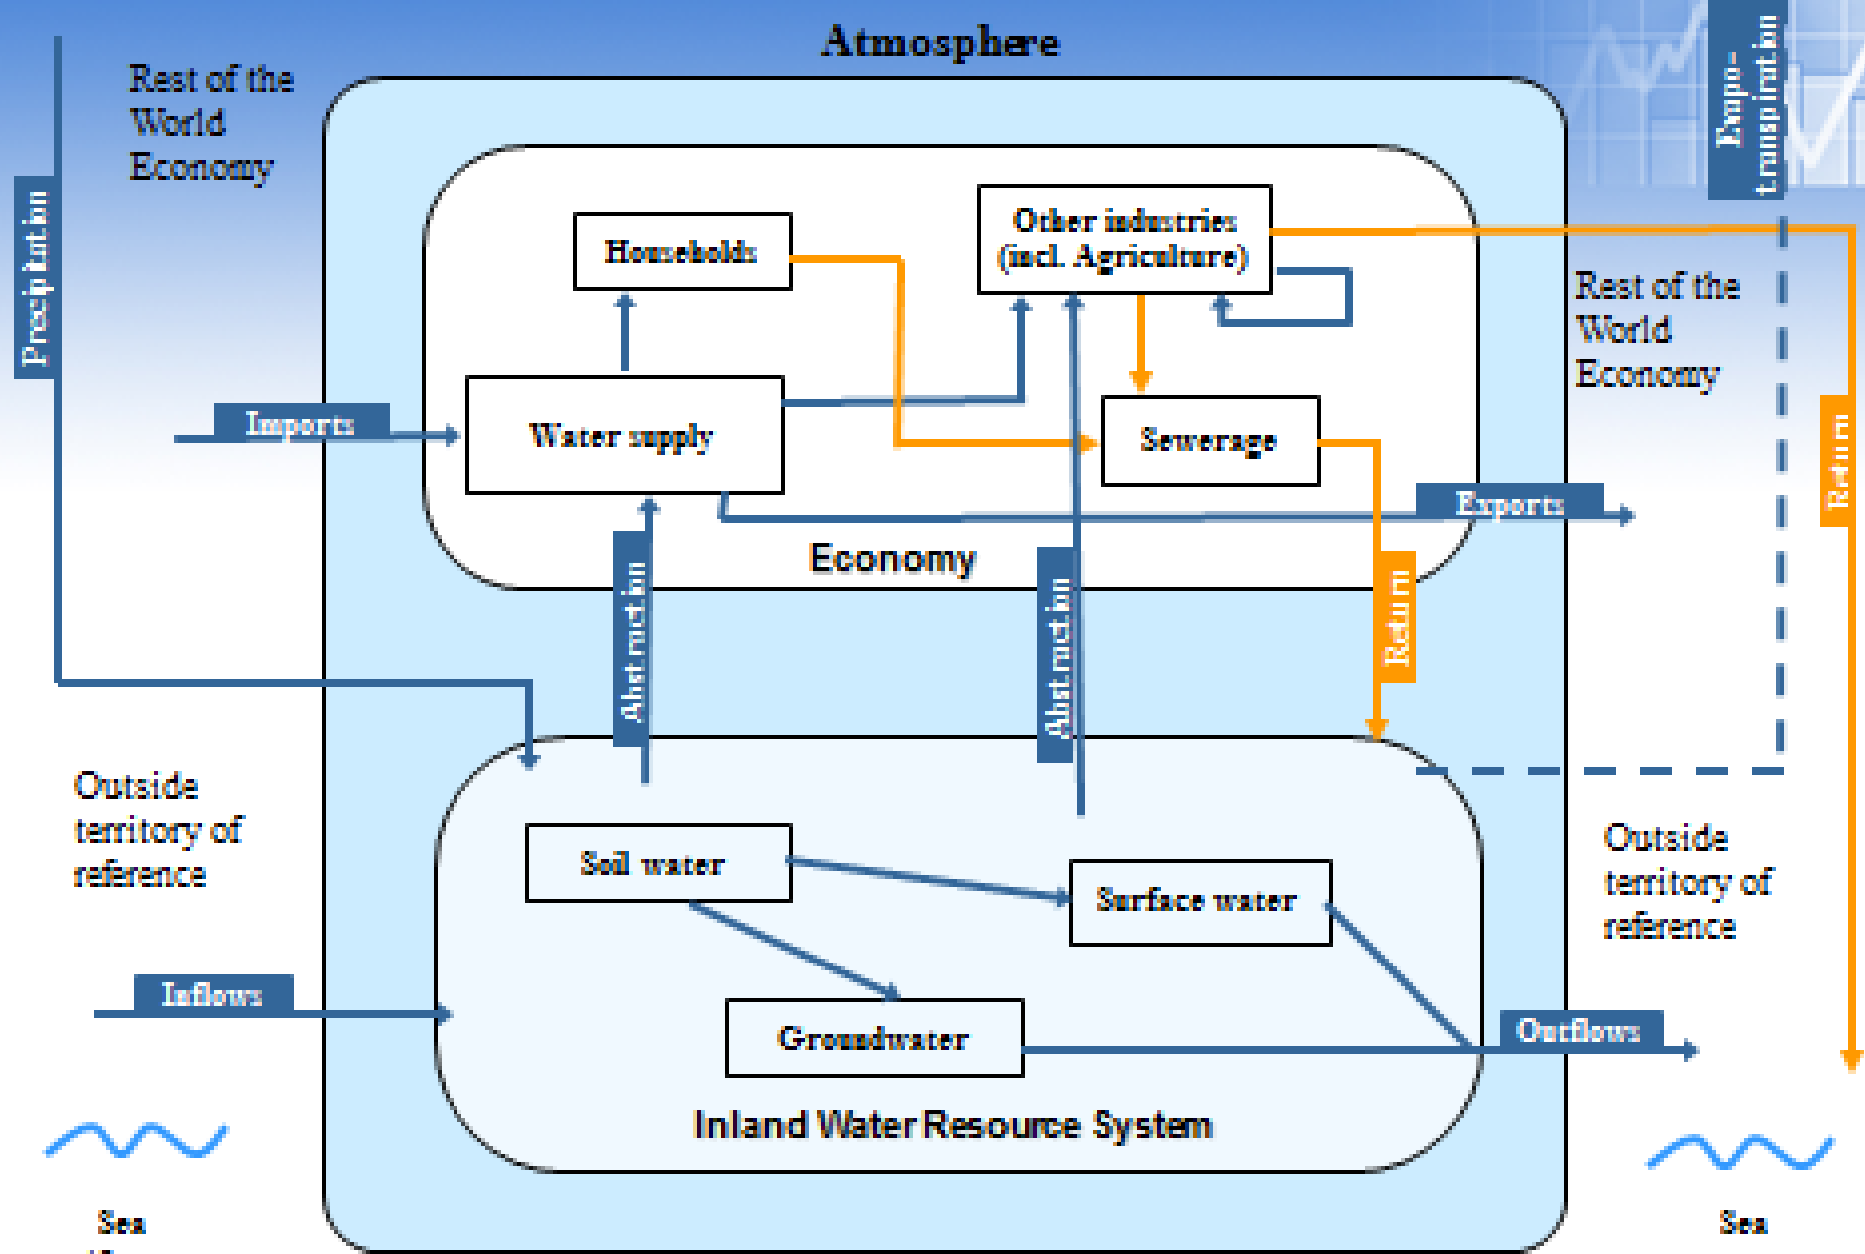 Atmosphere
Evapo-
transpiration
Rest of the
World
Economy
Precipitation
Households
Other industries
(incl. Agriculture)
Rest of the
World
Economy
Imports
Water supply
Sewerage
Return
Exports
Economy
Abstraction
Abstraction
Return
Outside
territory of
reference
Outside
territory of
reference
Soil water
Surface water
Inflows
Groundwater
Outflows
Inland Water Resource System
Sea
Sea